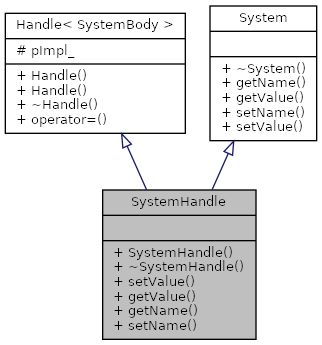 Handle< SystemBody >
# pImpl_
+ Handle()
+ Handle()
+ ~Handle()
+ operator=()
System
+ ~System()
+ getName()
+ getValue()
+ setName()
+ setValue()
SystemHandle
+ SystemHandle()
+ ~SystemHandle()
+ setValue()
+ getValue()
+ getName()
+ setName()